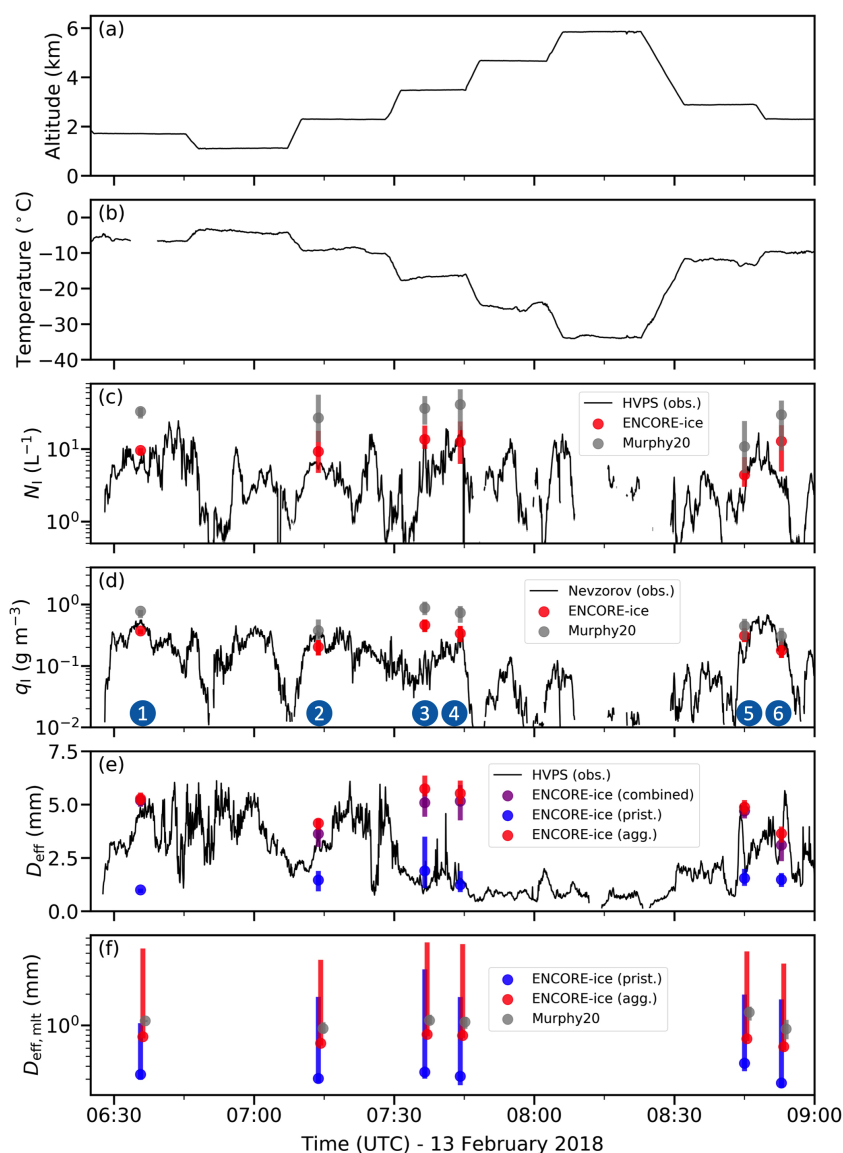 (a)
Altitude (km)
6
4
2
0
(b)
Temperature (°C)
0
−10
−20
−30
−40
(c)
N_I (L⁻¹)
10¹
10⁰
HVPS (obs.)
ENCORE-ice
Murphy20
(d)
q_I (g m⁻³)
10⁰
10⁻¹
10⁻²
Nevzorov (obs.)
ENCORE-ice
Murphy20
1 2 3 4 5 6
(e)
D_eff (mm)
7.5
5.0
2.5
0.0
HVPS (obs.)
ENCORE-ice (combined)
ENCORE-ice (prist.)
ENCORE-ice (agg.)
(f)
D_eff, mlt (mm)
10⁰
ENCORE-ice (prist.)
ENCORE-ice (agg.)
Murphy20
06:30 07:00 07:30 08:00 08:30 09:00
Time (UTC) - 13 February 2018